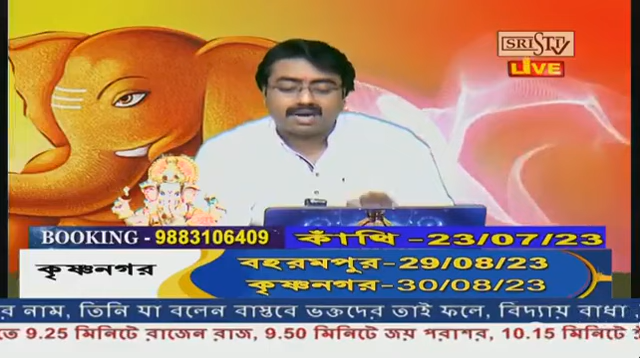 SRISTI TV
LIVE
BOOKING - 9883106409
কাঁথি -23/07/23
কৃষ্ণনগর
বহরমপুর-29/08/23
কৃষ্ণনগর-30/08/23
র নাম, তিনি যা বলেন বাস্তবে ভক্তদের তাই ফলে, বিদ্যায় বাধা ,
তে 9.25 মিনিটে রাজেন রাজ, 9.50 মিনিটে জয় পরাশর, 10.15 মিনিটে